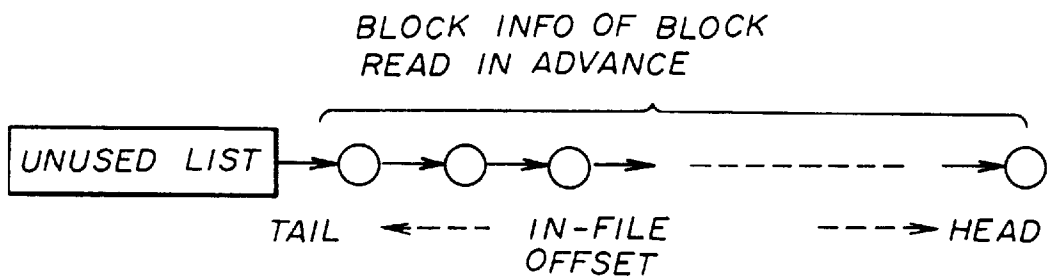 BLOCK INFO OF BLOCK
READ IN ADVANCE
UNUSED LIST
TAIL IN-FILE HEAD
OFFSET